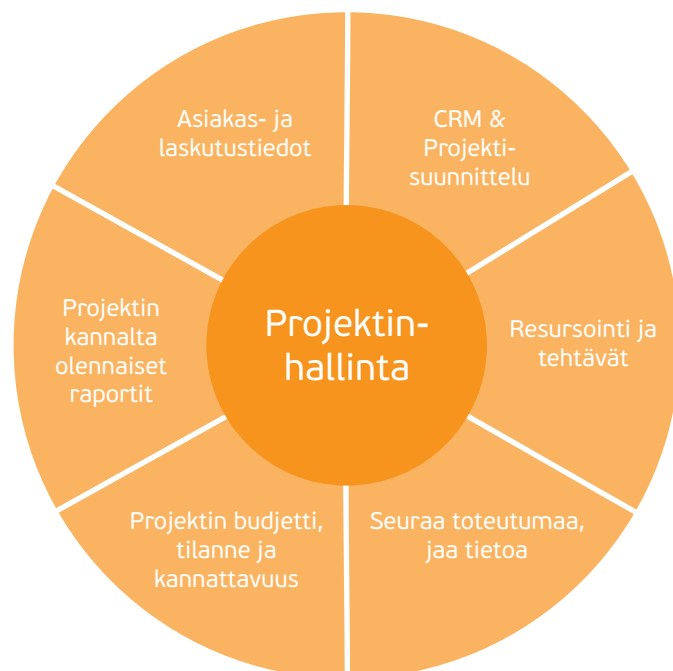 Asiakas- ja
laskutustiedot
CRM &
Projekti-
suunnittelu
Projektin
kannalta
olennaiset
raportit
Projektin-
hallinta
Resursointi ja
tehtävät
Projektin budjetti,
tilanne ja
kannattavuus
Seuraa toteutumaa,
jaa tietoa